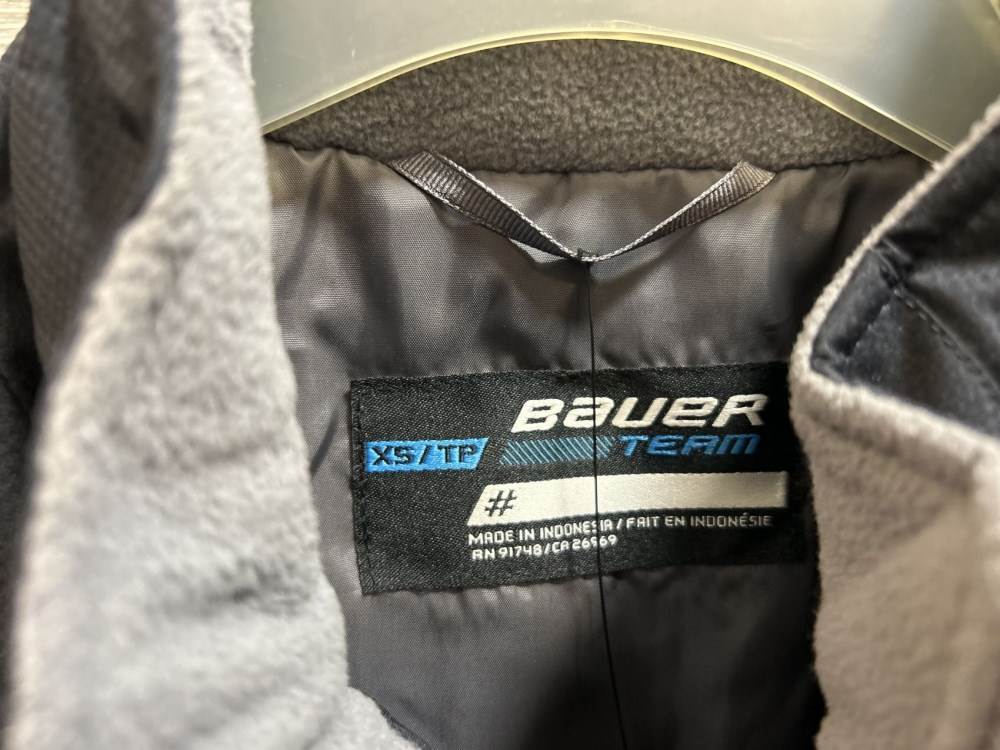 BAUER
XS/TP
TEAM
#
MADE IN INDONESIA / FAIT EN INDONÉSIE
RN 91748/CA 26969